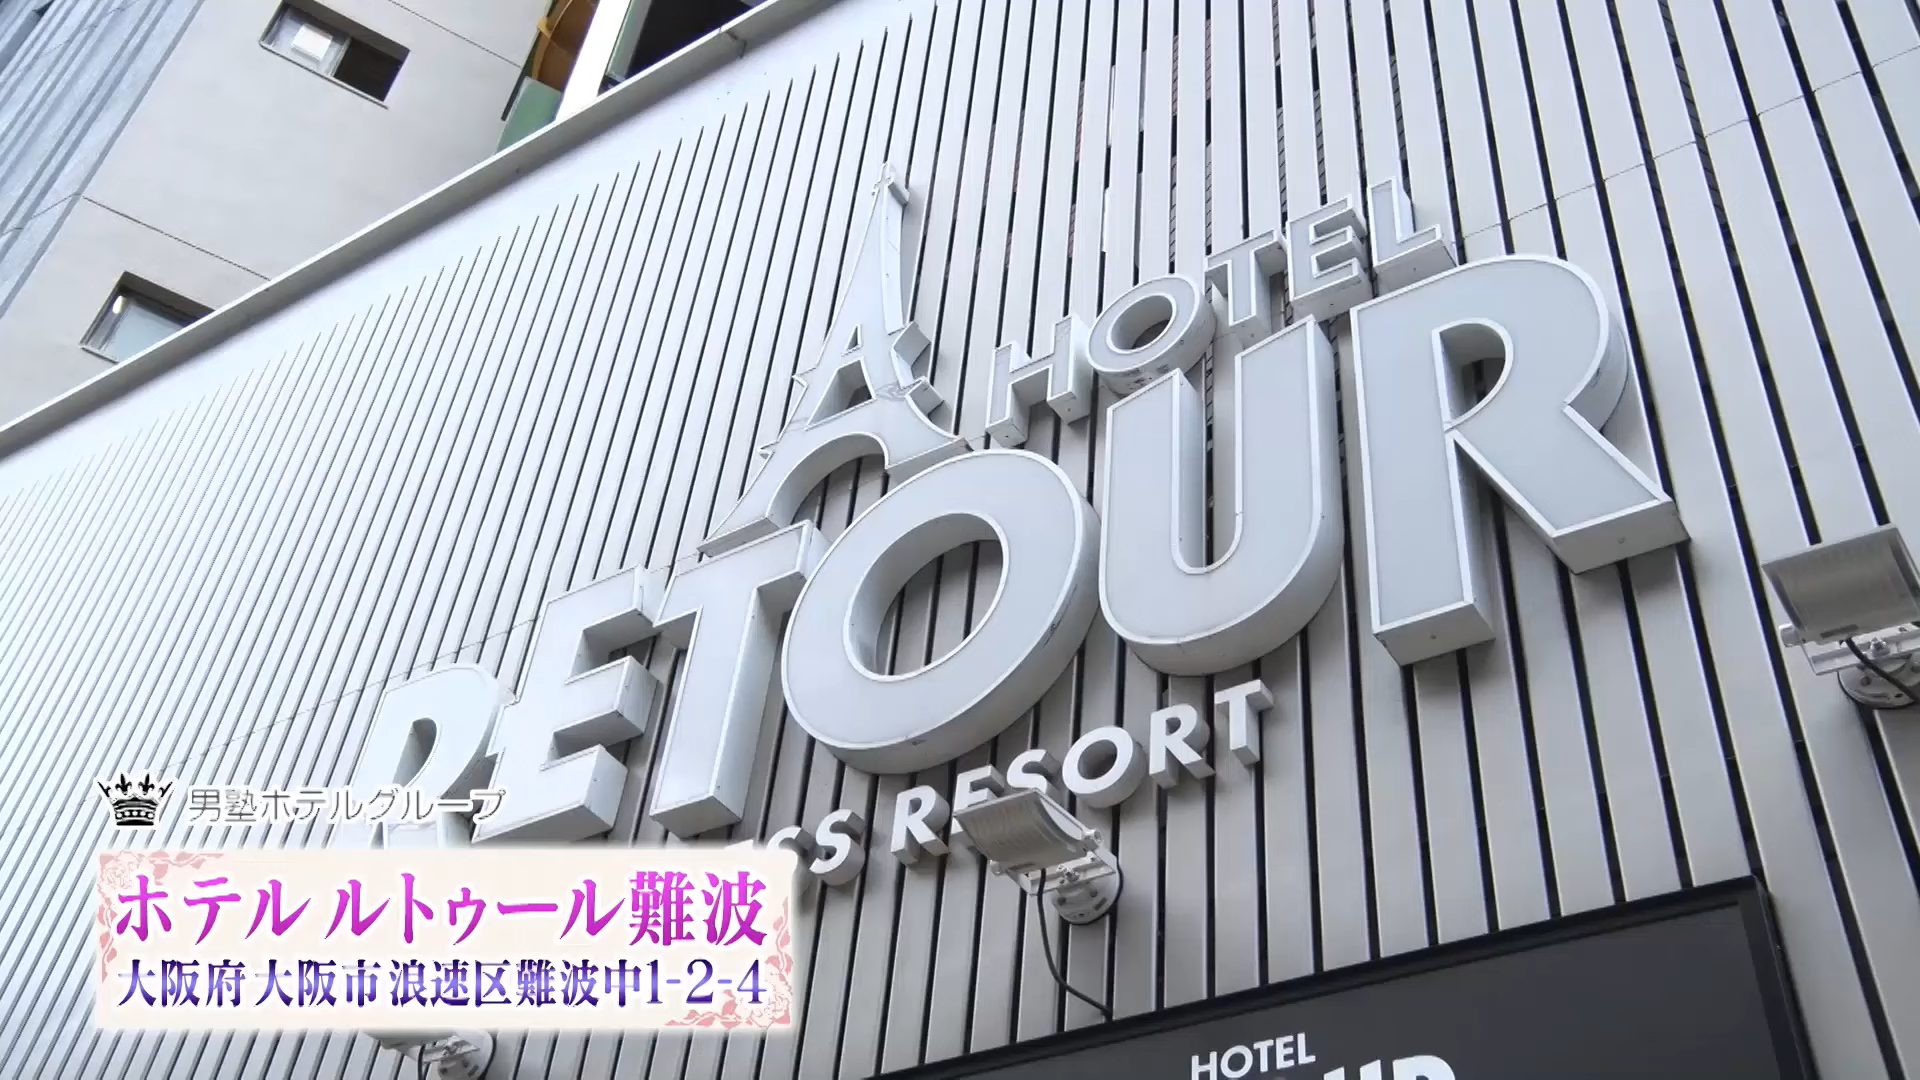 HOTEL
RETOUR
SS RESORT
男塾ホテルグループ
ホテル ルトゥール難波
大阪府大阪市浪速区難波中1-2-4
HOTEL